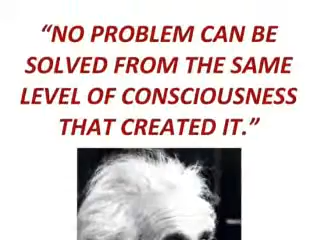 “NO PROBLEM CAN BE
SOLVED FROM THE SAME
LEVEL OF CONSCIOUSNESS
THAT CREATED IT.”